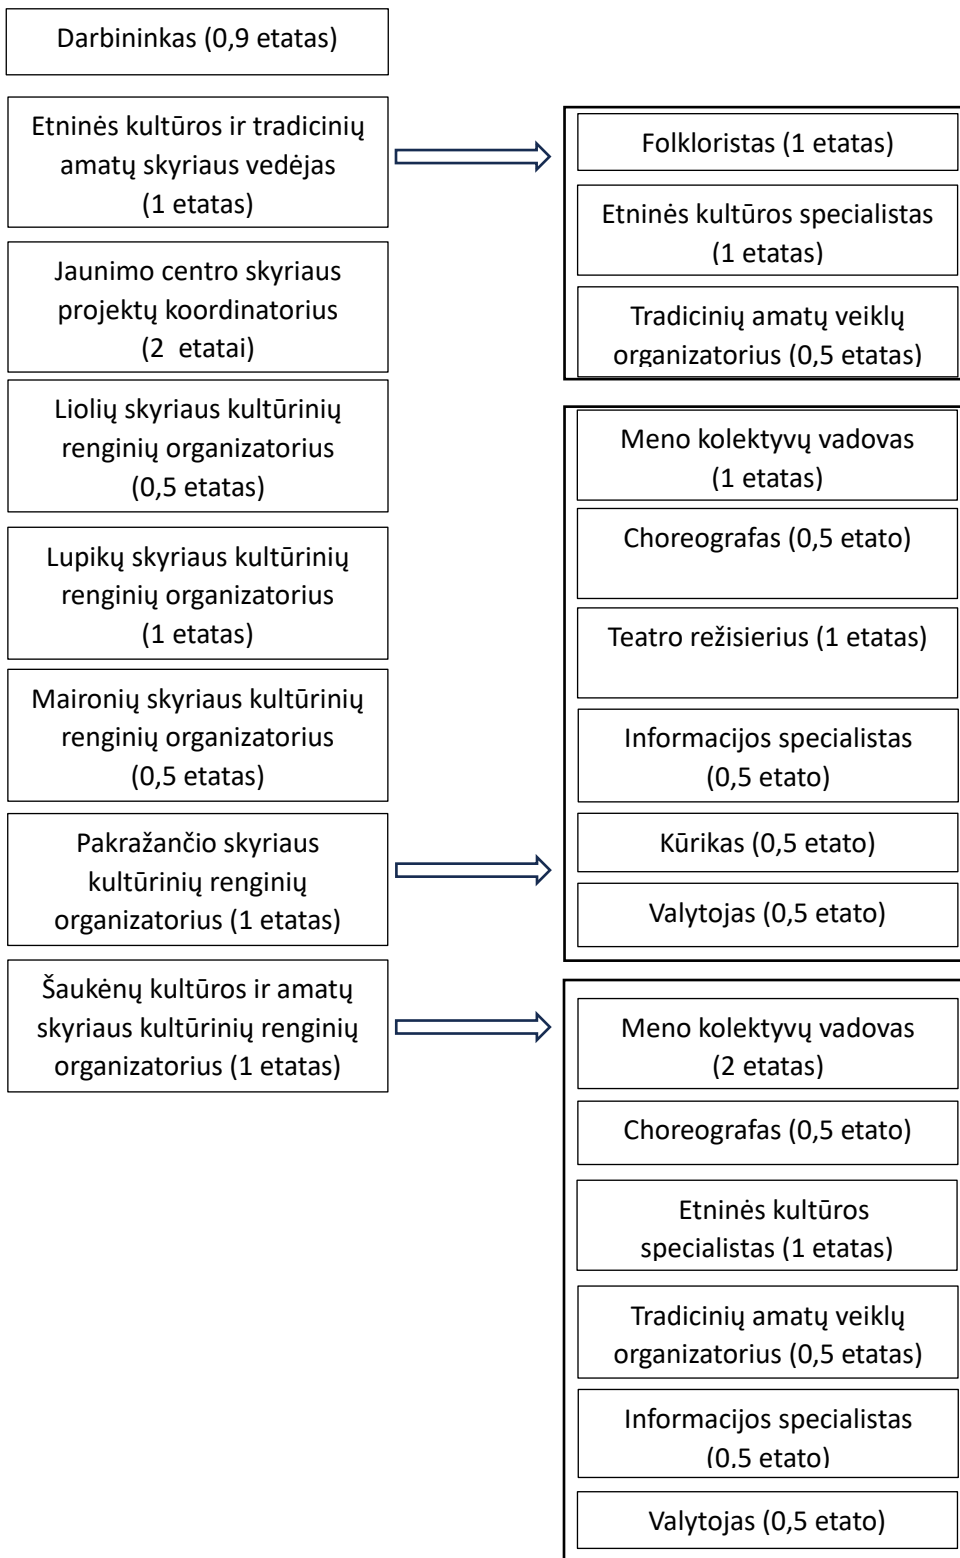 Darbininkas (0,9 etatas)
Etninės kultūros ir tradicinių
amatų skyriaus vedėjas
(1 etatas)
Jaunimo centro skyriaus
projektų koordinatorius
(2 etatai)
Liolių skyriaus kultūrinių
renginių organizatorius
(0,5 etatas)
Lupikų skyriaus kultūrinių
renginių organizatorius
(1 etatas)
Maironių skyriaus kultūrinių
renginių organizatorius
(0,5 etatas)
Pakražančio skyriaus
kultūrinių renginių
organizatorius (1 etatas)
Šaukėnų kultūros ir amatų
skyriaus kultūrinių renginių
organizatorius (1 etatas)
Folkloristas (1 etatas)
Etninės kultūros specialistas
(1 etatas)
Tradicinių amatų veiklų
organizatorius (0,5 etatas)
Meno kolektyvų vadovas
(1 etatas)
Choreografas (0,5 etato)
Teatro režisierius (1 etatas)
Informacijos specialistas
(0,5 etato)
Kūrikas (0,5 etato)
Valytojas (0,5 etato)
Meno kolektyvų vadovas
(2 etatas)
Choreografas (0,5 etato)
Etninės kultūros
specialistas (1 etatas)
Tradicinių amatų veiklų
organizatorius (0,5 etatas)
Informacijos specialistas
(0,5 etato)
Valytojas (0,5 etato)